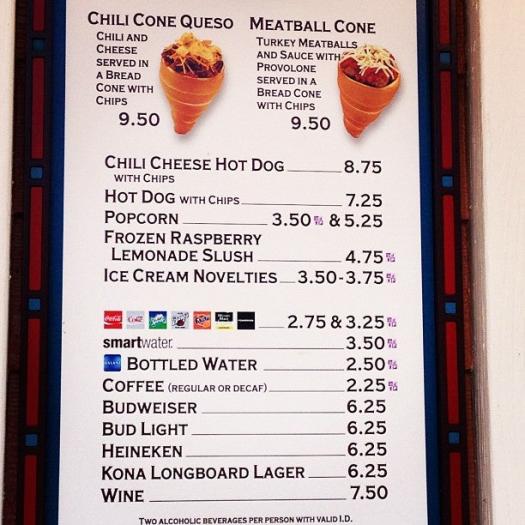 CHILI CONE QUESO
CHILI AND
CHEESE
SERVED IN
A BREAD
CONE WITH
CHIPS
9.50
MEATBALL CONE
TURKEY MEATBALLS
AND SAUCE WITH
PROVOLONE
SERVED IN A
BREAD CONE
WITH CHIPS
9.50
CHILI CHEESE HOT DOG 8.75
WITH CHIPS
HOT DOG WITH CHIPS 7.25
POPCORN 3.50 & 5.25
FROZEN RASPBERRY
LEMONADE SLUSH 4.75
ICE CREAM NOVELTIES 3.50-3.75
Coca-Cola Coke Sprite 2.75 & 3.25
smartwater 3.50
DASANI BOTTLED WATER 2.50
COFFEE (REGULAR OR DECAF) 2.25
BUDWEISER 6.25
BUD LIGHT 6.25
HEINEKEN 6.25
KONA LONGBOARD LAGER 6.25
WINE 7.50
TWO ALCOHOLIC BEVERAGES PER PERSON WITH VALID I.D.